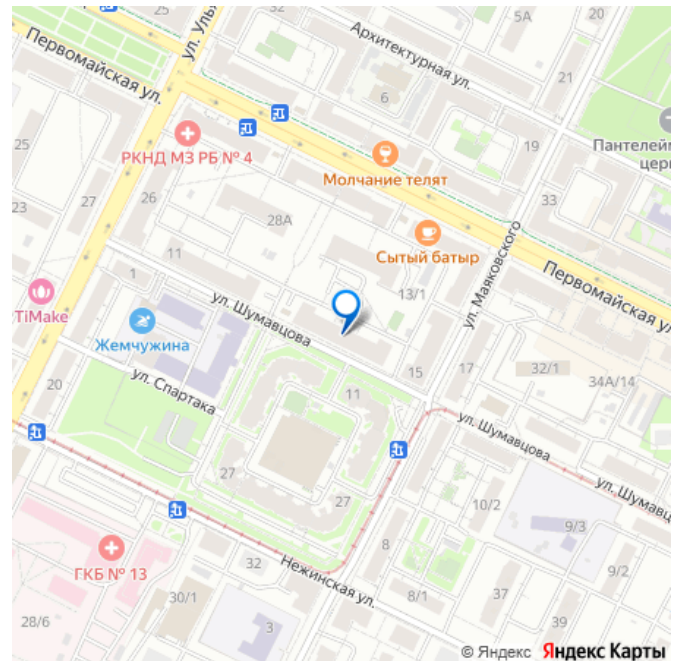 25
ул. Улья
5А
20
Архитектурная ул.
Первомайская ул.
21
6
25
РКНД МЗ РБ № 4
19
Пантелейм
церк
Молчание телят
23
27
26
28А
33
Сытый батыр
11
ул. Маяковского
Первомайская ул
1
13/1
TiMake
ул. Шумавцова
Жемчужина
15
17
32/1
34А/14
20
ул. Спартака
11
ул. Шумавцова
ул. Шумавц
27
27
10/2
9/3
ГКБ № 13
32
8
Нежинская ул.
9/2
30/1
8/1
37
28/6
3
39
© Яндекс Яндекс Карты